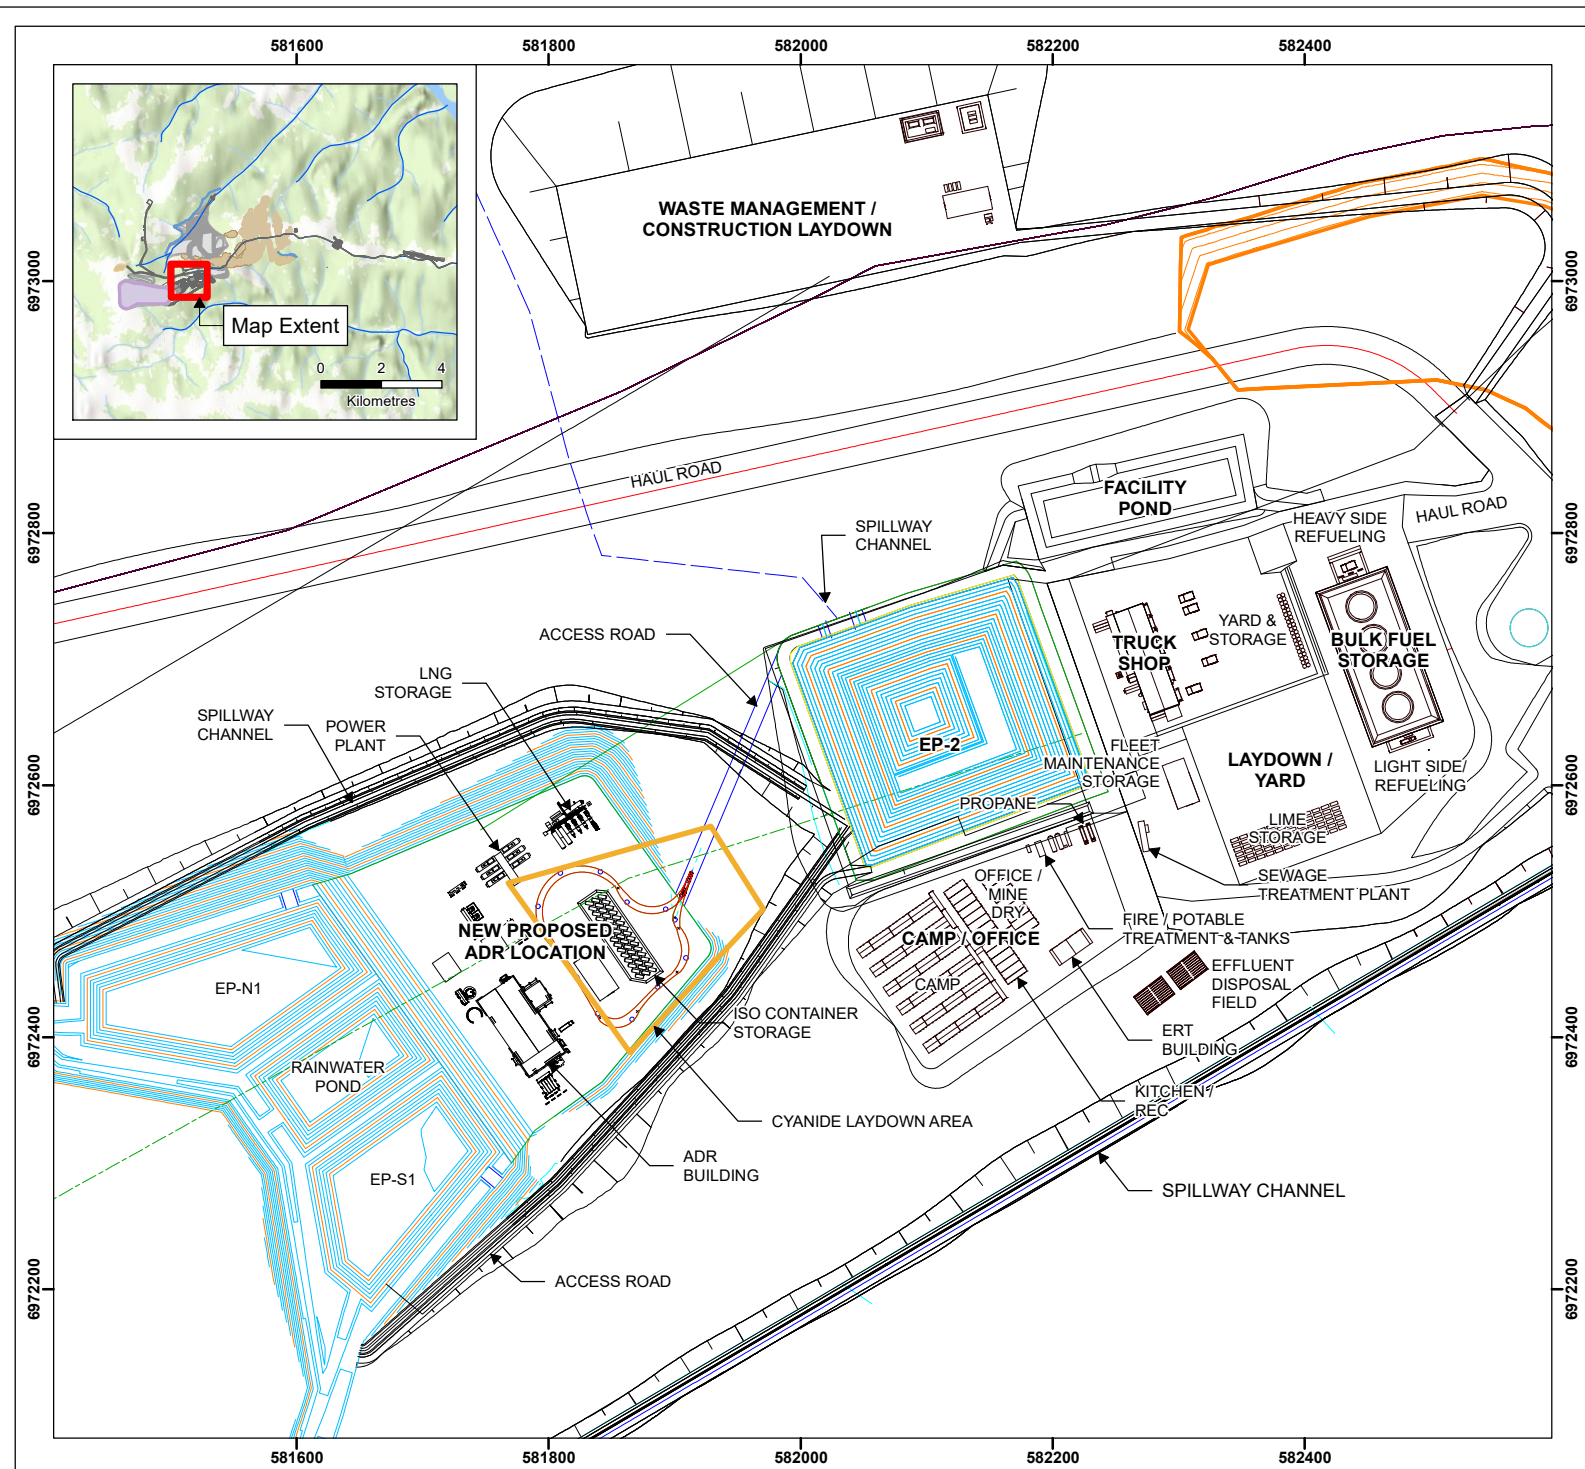 581600
581800
582000
582200
582400
6973000
6973000
Map Extent
0 2 4
Kilometres
WASTE MANAGEMENT /
CONSTRUCTION LAYDOWN
HAUL ROAD
FACILITY
POND
HAUL ROAD
HEAVY SIDE
REFUELING
6972800
6972800
SPILLWAY
CHANNEL
ACCESS ROAD
YARD &
STORAGE
TRUCK
SHOP
BULK FUEL
STORAGE
LNG
STORAGE
SPILLWAY
CHANNEL
POWER
PLANT
EP-2
FLEET
MAINTENANCE
STORAGE
LAYDOWN /
YARD
LIGHT SIDE/
REFUELING
6972600
6972600
PROPANE
LIME
STORAGE
OFFICE /
MINE
DRY
SEWAGE
TREATMENT PLANT
FIRE / POTABLE
TREATMENT & TANKS
NEW PROPOSED
ADR LOCATION
CAMP / OFFICE
CAMP
EFFLUENT
DISPOSAL
FIELD
EP-N1
ISO CONTAINER
STORAGE
ERT
BUILDING
6972400
6972400
RAINWATER
POND
KITCHEN /
REC
CYANIDE LAYDOWN AREA
ADR
BUILDING
EP-S1
SPILLWAY CHANNEL
ACCESS ROAD
6972200
6972200
581600
581800
582000
582200
582400